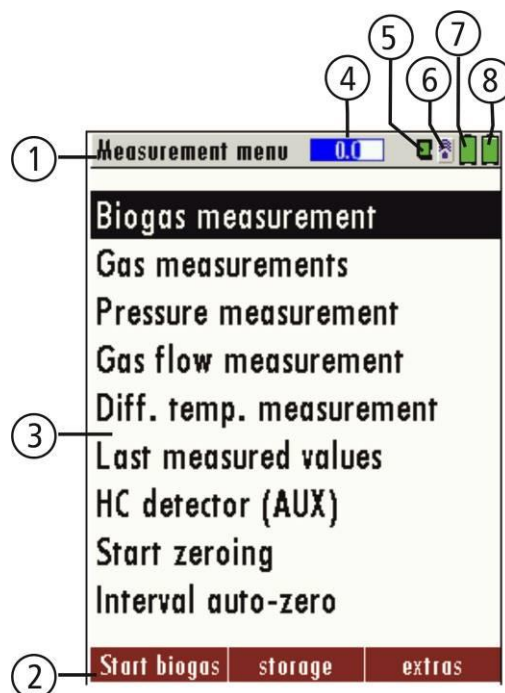 5 6 7 8
4
1 Measurement menu 0.0
Biogas measurement
Gas measurements
Pressure measurement
Gas flow measurement
Diff. temp. measurement
3 Last measured values
HC detector (AUX)
Start zeroing
Interval auto-zero
2 Start biogas storage extras